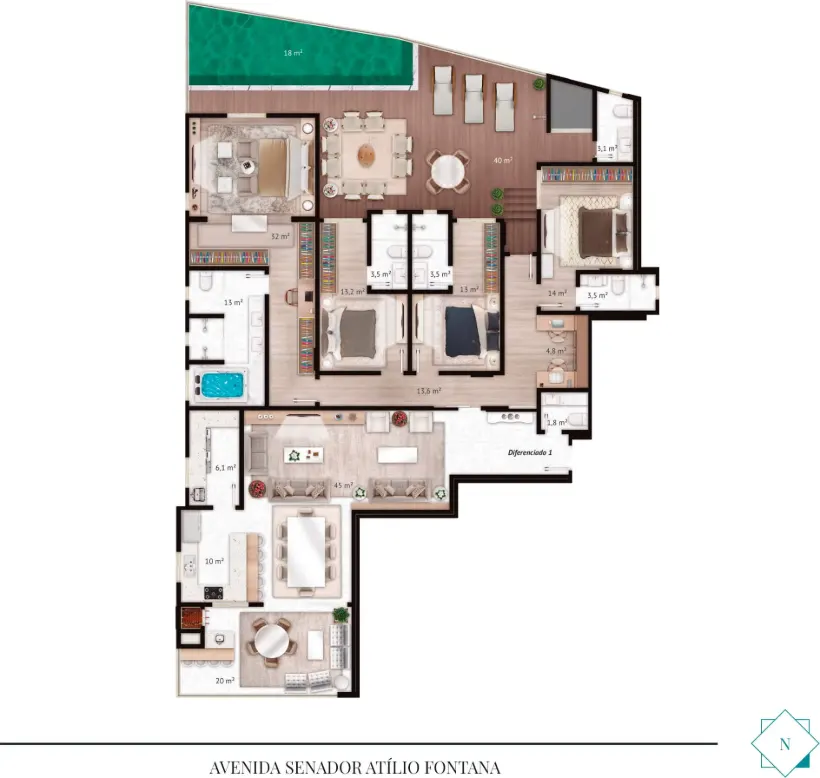 18 m²
3,1 m²
40 m²
32 m²
3,5 m²
3,5 m²
13 m²
13,2 m²
13 m²
14 m²
3,5 m²
4,8 m²
13,6 m²
1,8 m²
Diferenciado 1
6,1 m²
45 m²
10 m²
20 m²
AVENIDA SENADOR ATÍLIO FONTANA
N